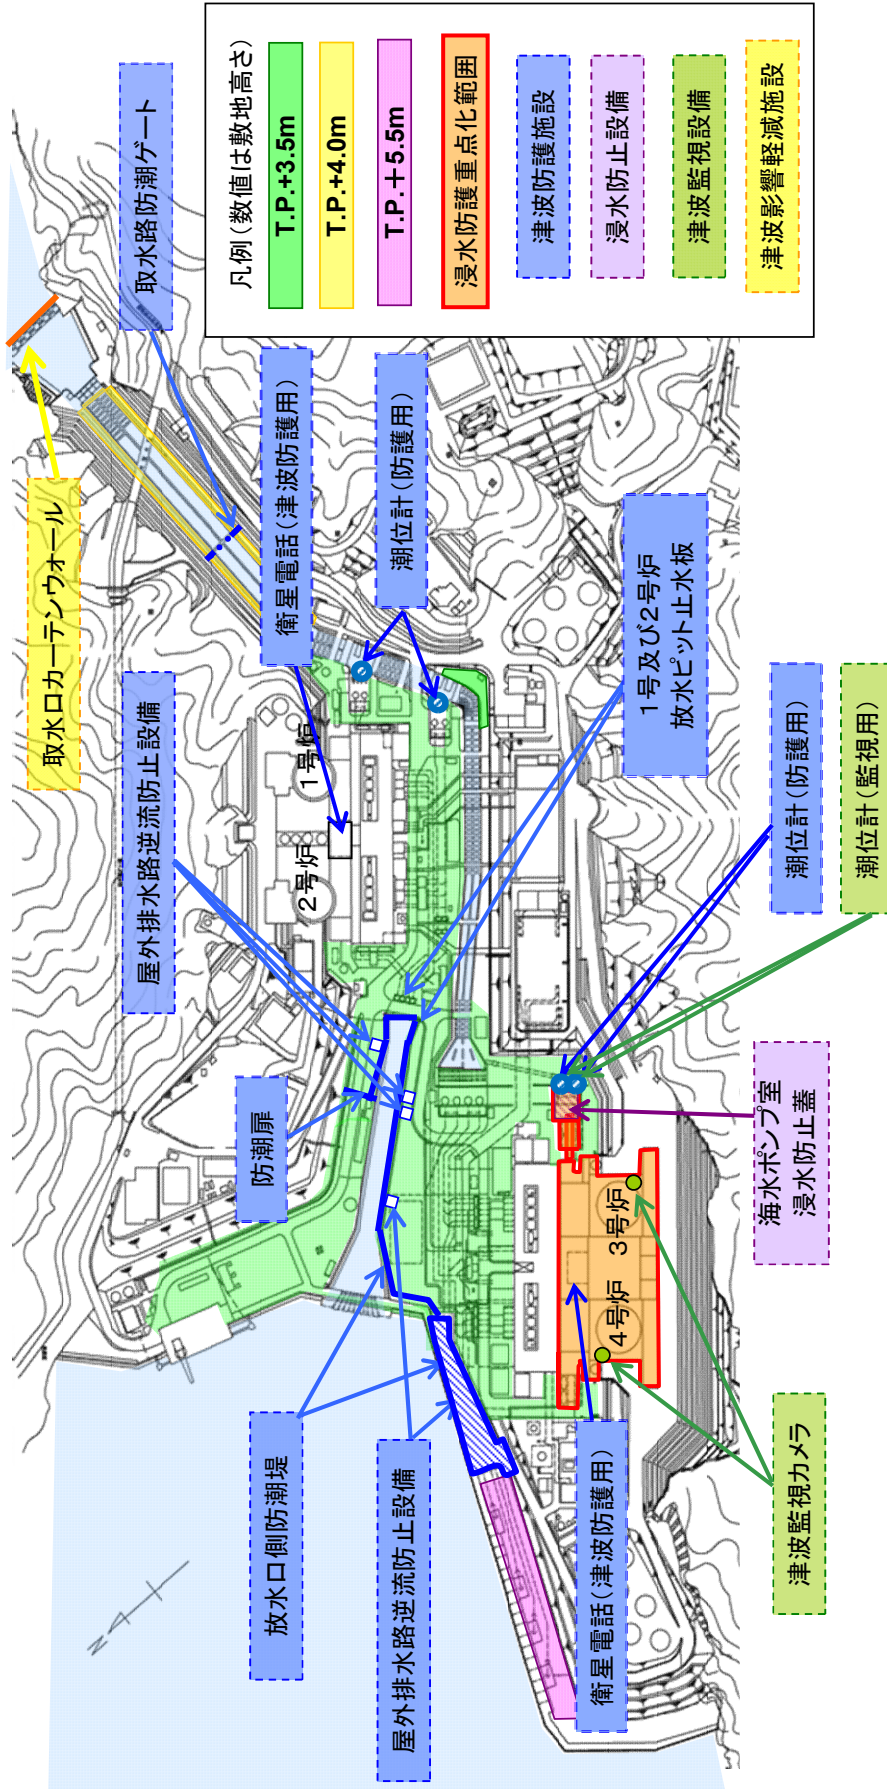 凡例(数値は敷地高さ)
T.P.+3.5m
T.P.+4.0m
T.P.+5.5m
浸水防護重点化範囲
津波防護施設
浸水防止設備
津波監視設備
津波影響軽減施設
取水路防潮ゲート
取水口カーテンウォール
衛星電話(津波防護用)
潮位計(防護用)
屋外排水路逆流防止設備
1号炉
2号炉
1号及び2号炉
放水ピット止水板
防潮扉
潮位計(防護用)
潮位計(監視用)
海水ポンプ室
浸水防止蓋
3号炉
4号炉
放水口側防潮堤
屋外排水路逆流防止設備
衛星電話(津波防護用)
津波監視カメラ
N